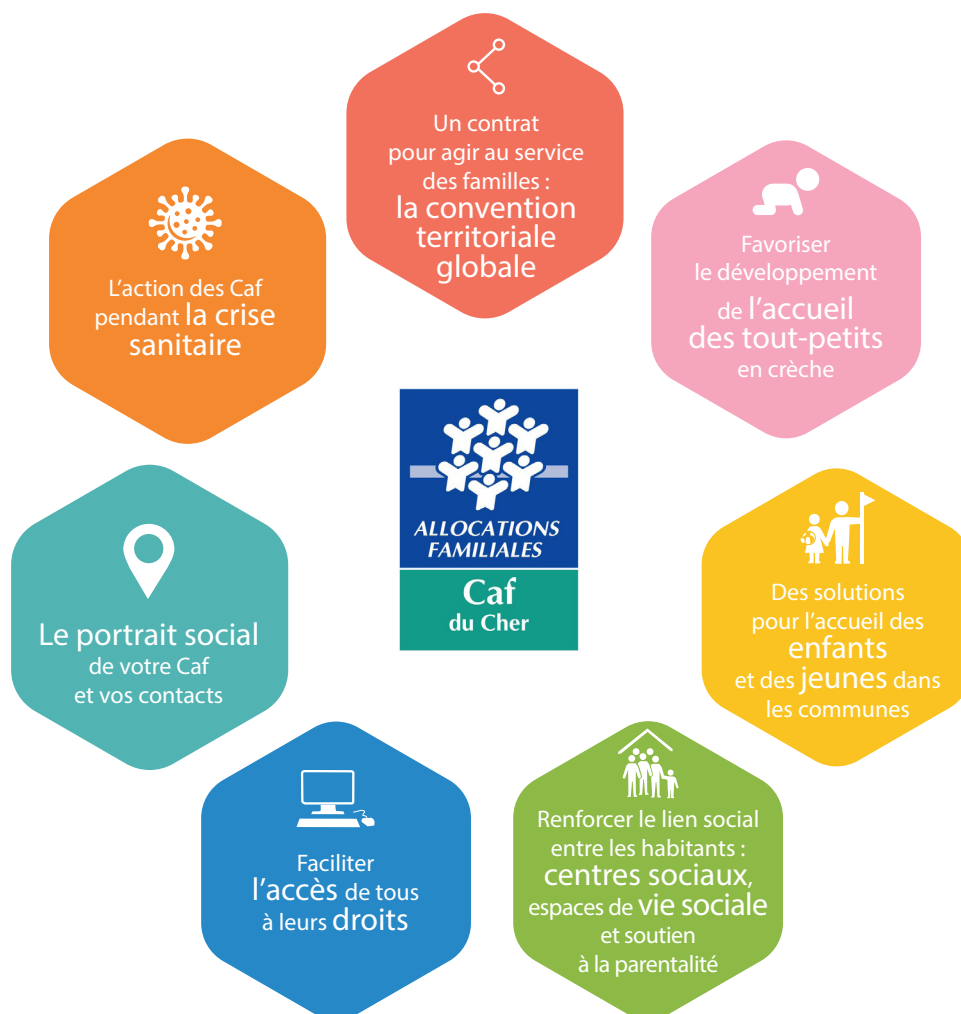 Un contrat
pour agir au service
des familles :
la convention
territoriale
globale
L'action des Caf
pendant la crise
sanitaire
Favoriser
le développement
de l'accueil
des tout-petits
en crèche
ALLOCATIONS
FAMILIALES
Caf
du Cher
Le portrait social
de votre Caf
et vos contacts
Des solutions
pour l'accueil des
enfants
et des jeunes dans
les communes
Faciliter
l'accès de tous
à leurs droits
Renforcer le lien social
entre les habitants :
centres sociaux,
espaces de vie sociale
et soutien
à la parentalité